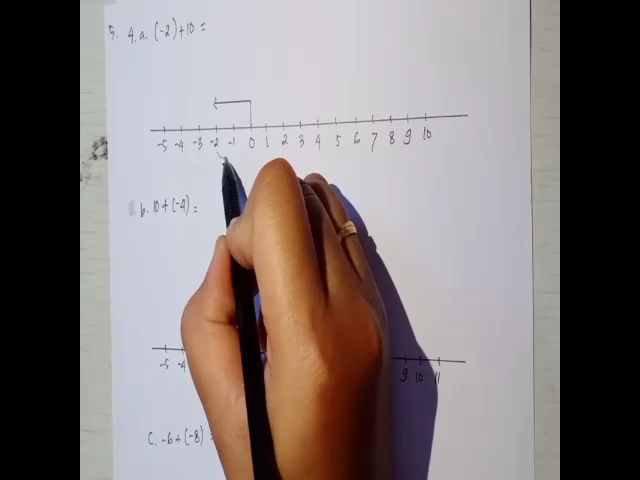 5. 4. a. (-2)+10 =
-5 -4 -3 -2 -1 0 1 2 3 4 5 6 7 8 9 10
b. 10+(-4) =
-5 -4 9 10 11
c. -6+(-8) =